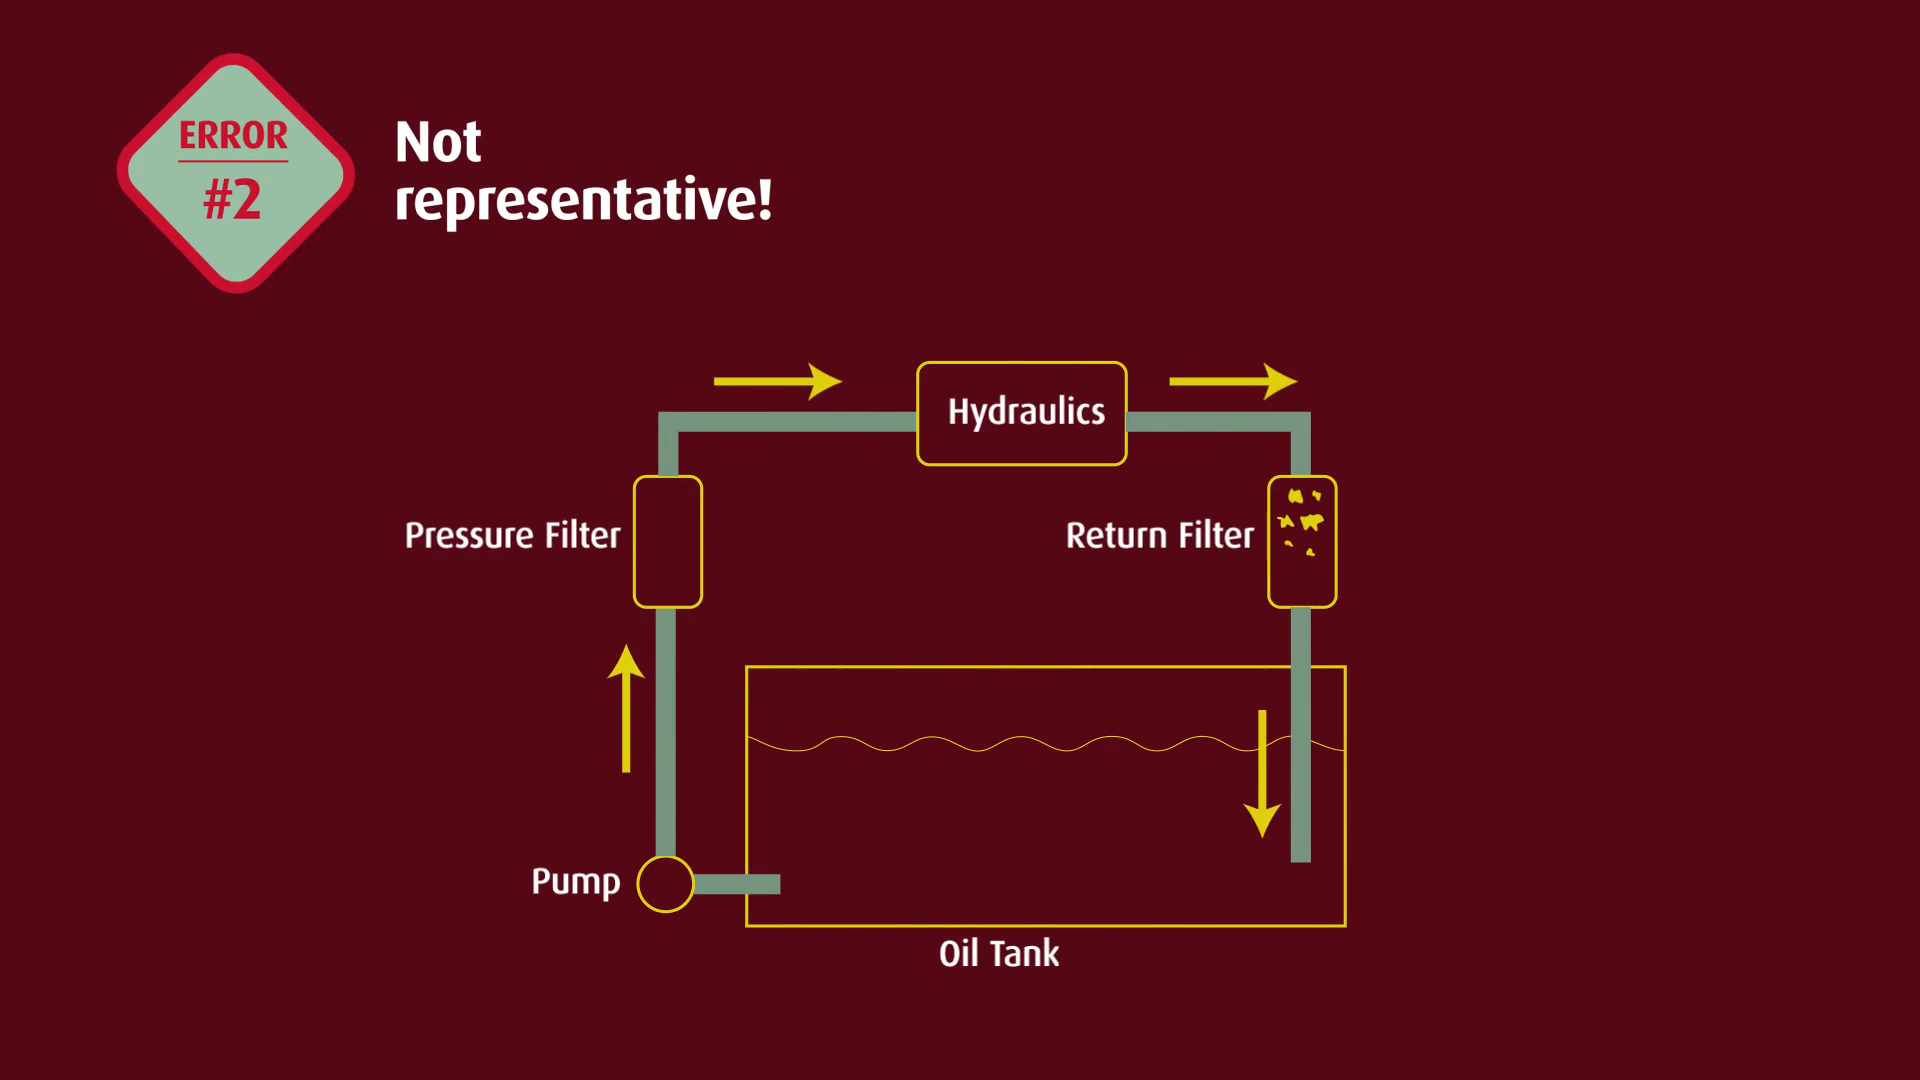 ERROR
#2
Not
representative!
Hydraulics
Pressure Filter
Return Filter
Pump
Oil Tank